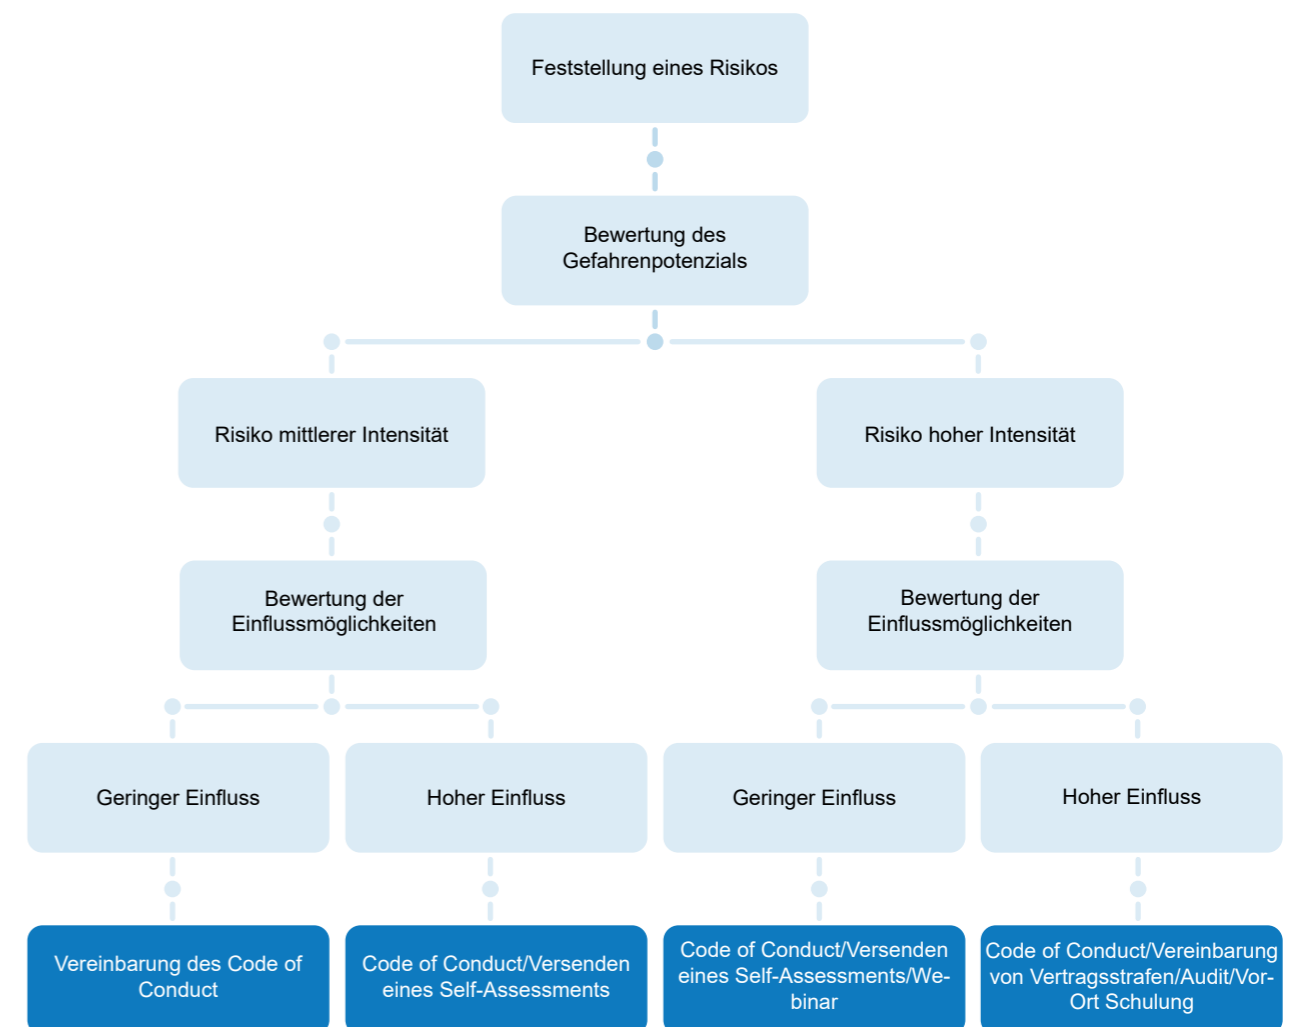 Feststellung eines Risikos
Bewertung des
Gefahrenpotenzials
Risiko mittlerer Intensität
Risiko hoher Intensität
Bewertung der
Einflussmöglichkeiten
Bewertung der
Einflussmöglichkeiten
Geringer Einfluss
Hoher Einfluss
Geringer Einfluss
Hoher Einfluss
Vereinbarung des Code of
Conduct
Code of Conduct/Versenden
eines Self-Assessments
Code of Conduct/Versenden
eines Self-Assessments/We-
binar
Code of Conduct/Vereinbarung
von Vertragsstrafen/Audit/Vor-
Ort Schulung